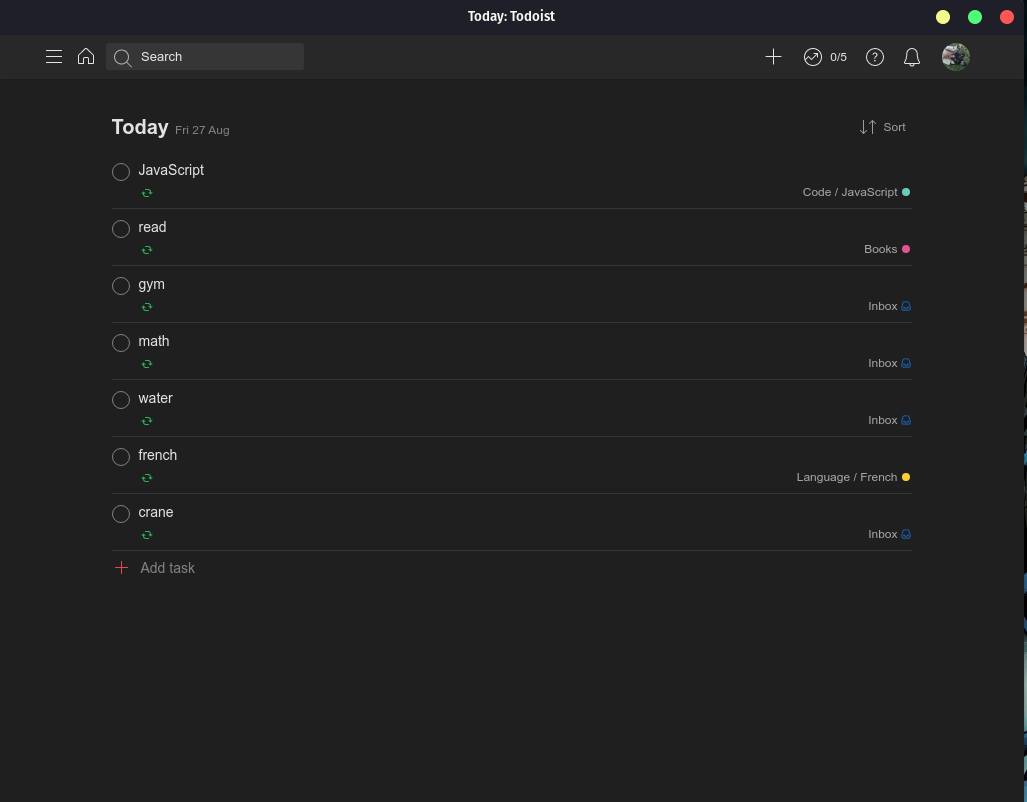 Today: Todoist
Search
0/5
Today Fri 27 Aug
Sort
JavaScript
Code / JavaScript
read
Books
gym
Inbox
math
Inbox
water
Inbox
french
Language / French
crane
Inbox
Add task